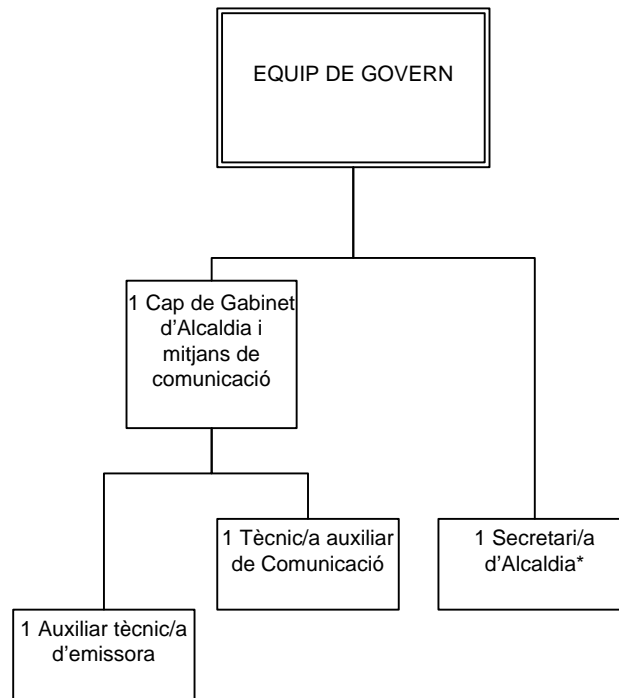 EQUIP DE GOVERN
1 Cap de Gabinet
d’Alcaldia i
mitjans de
comunicació
1 Tècnic/a auxiliar
de Comunicació
1 Secretari/a
d’Alcaldia*
1 Auxiliar tècnic/a
d’emissora